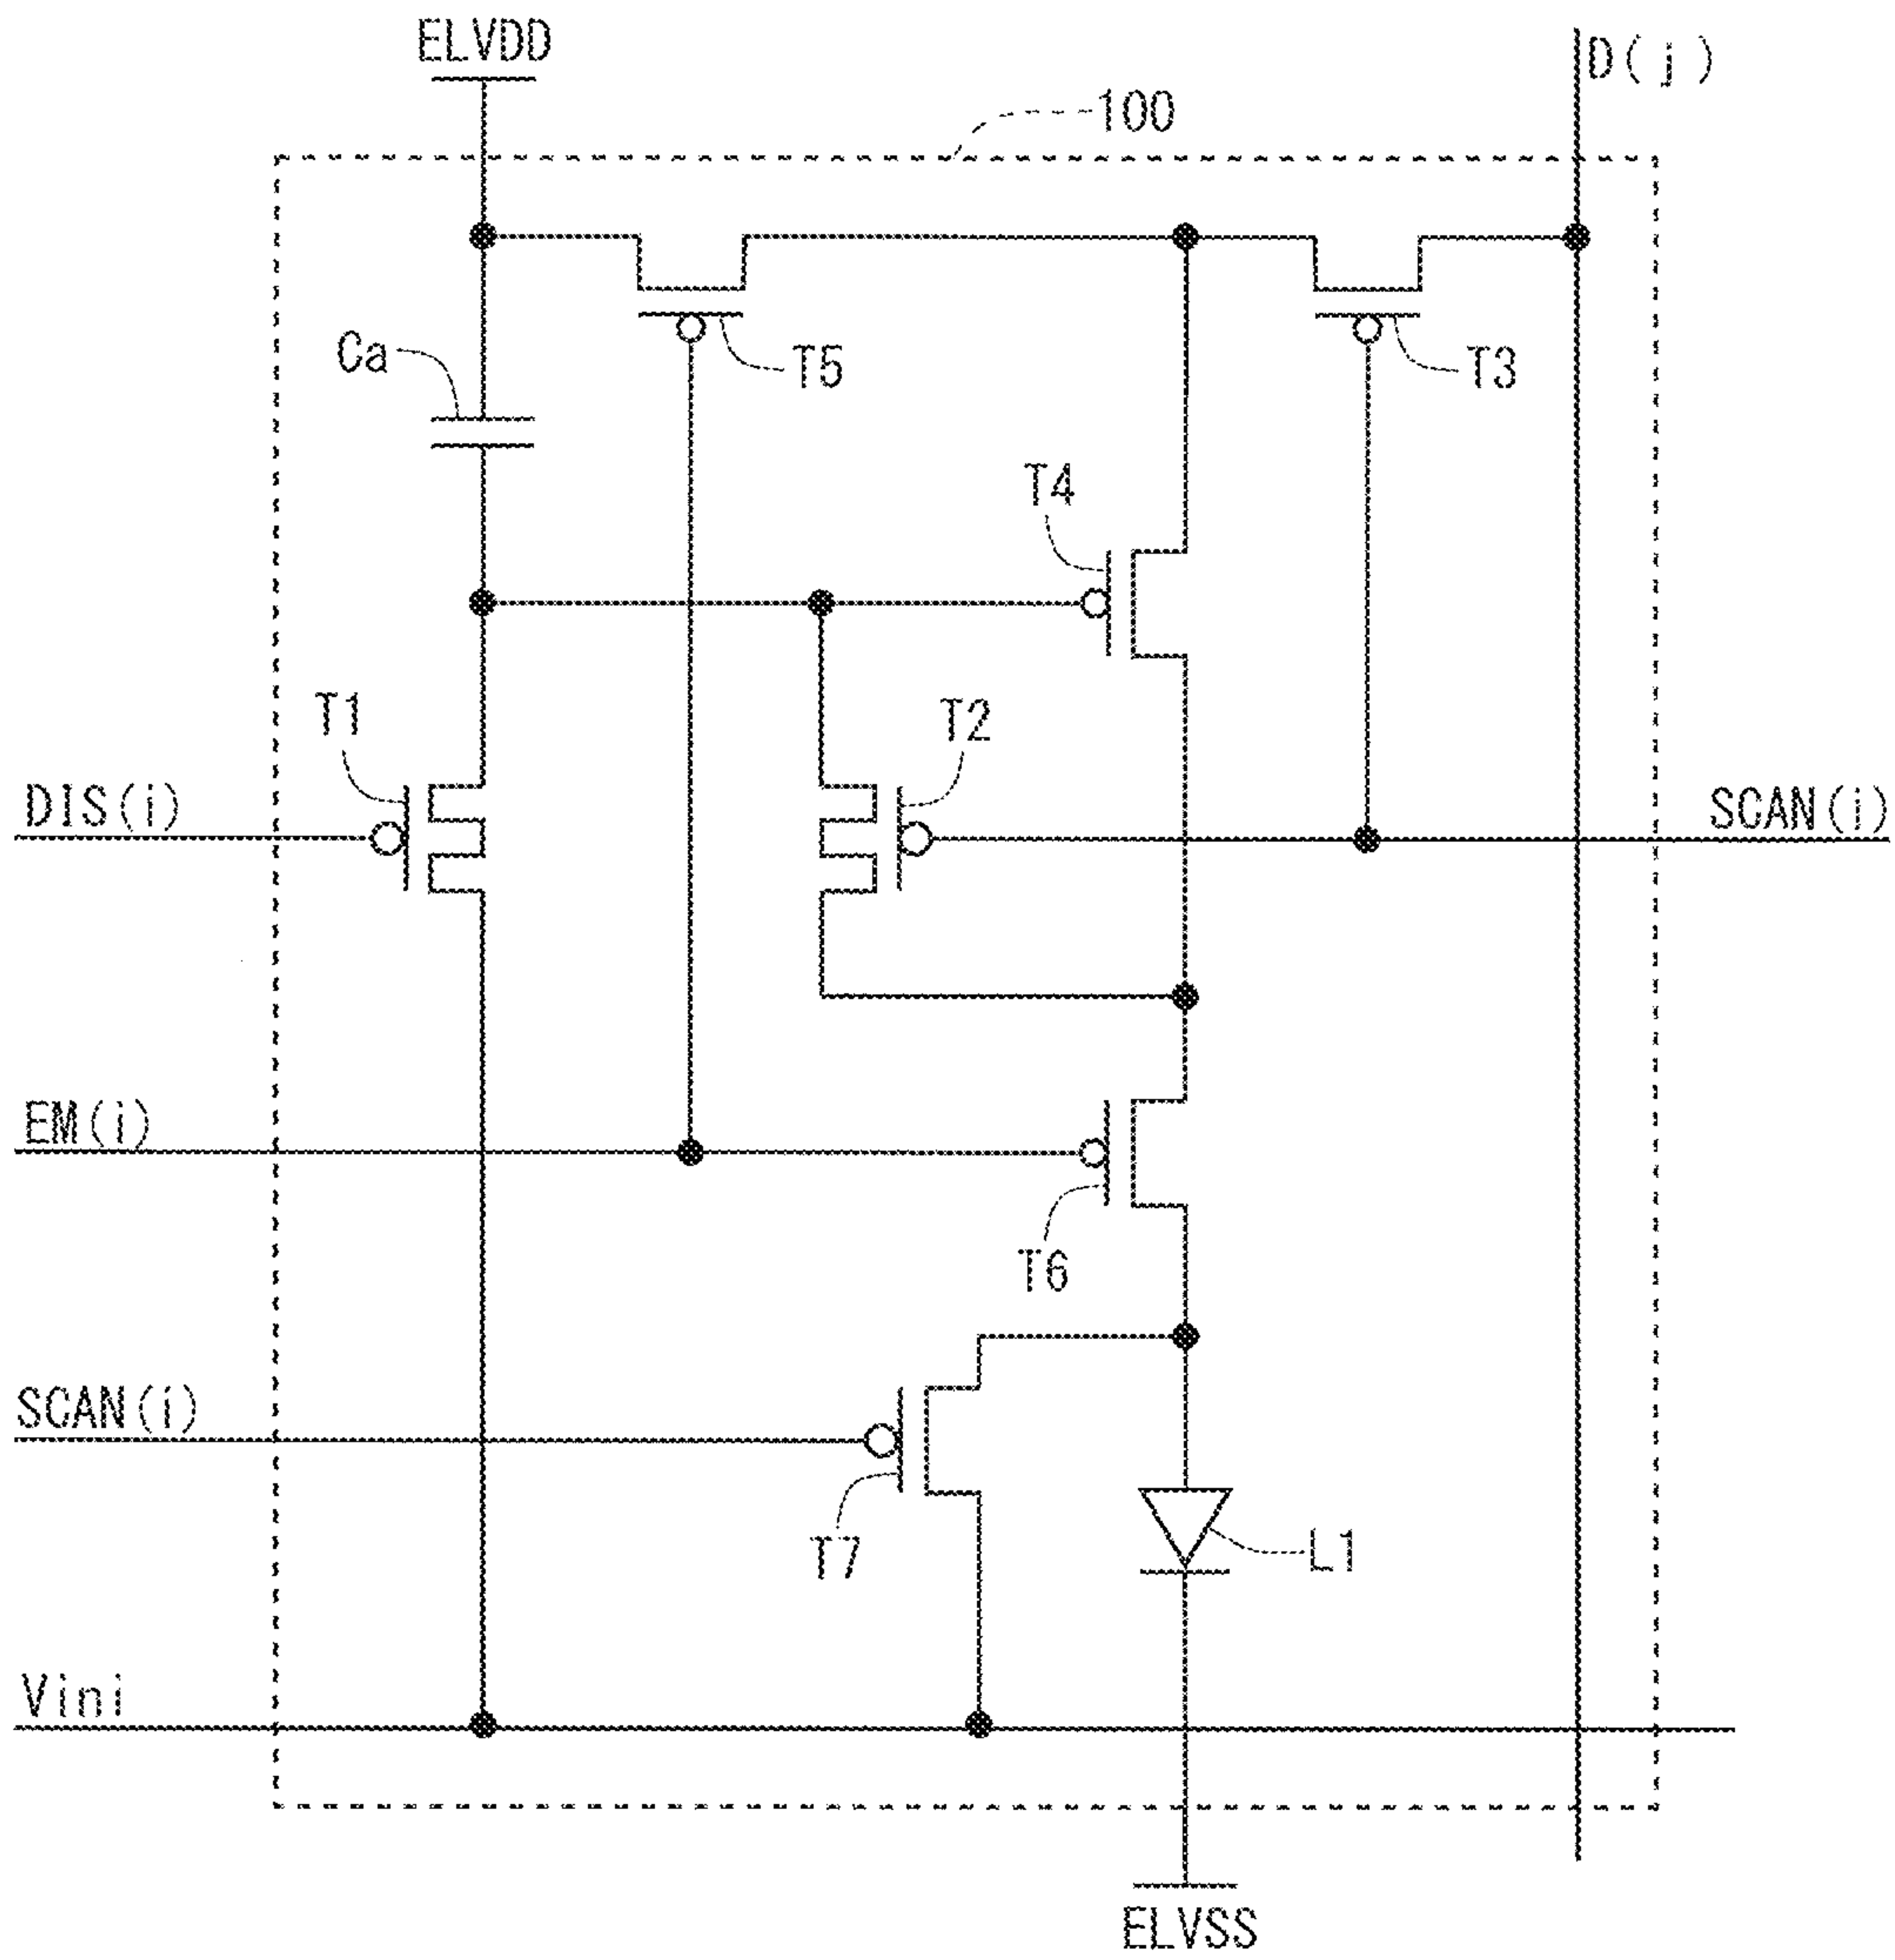 ELVDD
D(j)
100
Ca
T5
T3
T4
T1
T2
DIS(i)
SCAN(i)
EM(i)
T6
SCAN(i)
T7
L1
Vini
ELVSS